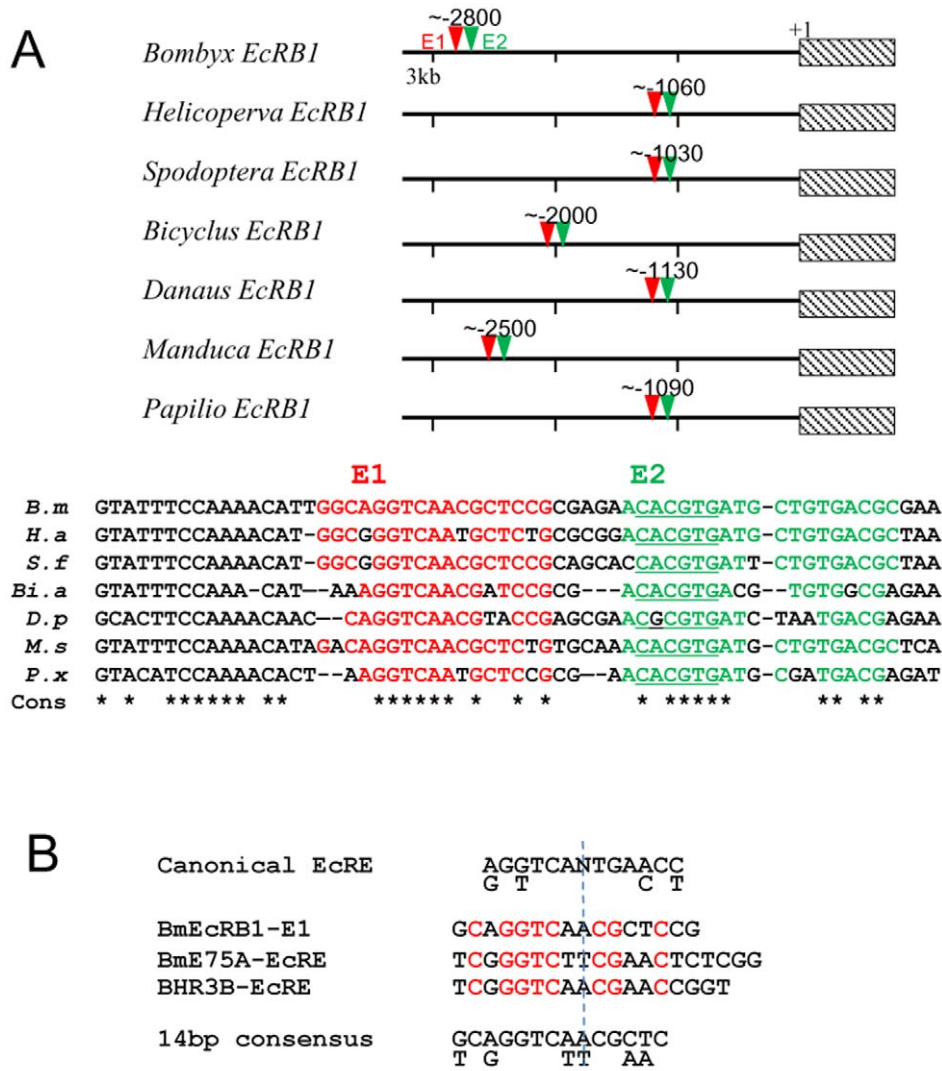 A
~-2800
+1
E1 E2
Bombyx EcRB1
3kb
~-1060
Helicoperva EcRB1
~-1030
Spodoptera EcRB1
~-2000
Bicyclus EcRB1
~-1130
Danaus EcRB1
~-2500
Manduca EcRB1
~-1090
Papilio EcRB1
E1 E2
B.m GTATTTCCAAAACATTGGCAGGTCAACGCTCCGCGAGAACACGTGATG-CTGTGACGCGAA
H.a GTATTTCCAAAACAT-GGCGGGTCAATGCTCTGCGCGGACACGTGATG-CTGTGACGCTAA
S.f GTATTTCCAAAACAT-GGCGGGTCAACGCTCCGCAGCACCACGTGATT-CTGTGACGCTAA
Bi.a GTATTTCCAAA-CAT--AAAGGTCAACGATCCGCG---ACACGTGACG--TGTGGCGAGAA
D.p GCACTTCCAAAACAAC--CAGGTCAACGTACCGAGCGAACGCGTGATC-CTAATGACGAGAA
M.s GTATTTCCAAAACATAGACAGGTCAACGCTCTGTGCAAACACGTGATG-CTGTGACGCTCA
P.x GTACATCCAAAACACT--AAGGTCAATGCTCCGCG--AACACGTGATG-CGATGACGAGAT
Cons * * ****** ** ****** * * * * ***** ** **
B
Canonical EcRE AGGTCANTGAACC
G T C T
BmEcRB1-E1 GCAGGTCAACGCTCCG
BmE75A-EcRE TCGGGTCTTCGAACTCTCGG
BHR3B-EcRE TCGGGTCAACGAACCGGT
14bp consensus GCAGGTCAACGCTC
T G TT AA